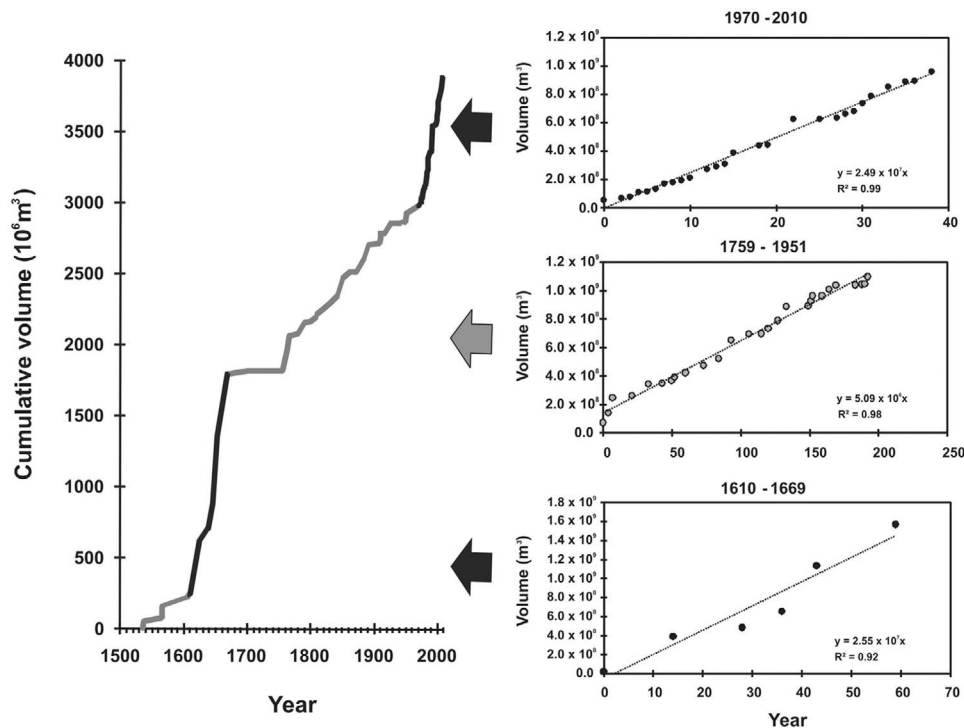 Cumulative volume (10⁶m³)
4000
3500
3000
2500
2000
1500
1000
500
0
1500 1600 1700 1800 1900 2000
Year
1970 -2010
Volume (m³)
1.2 x 10⁹
1.0 x 10⁹
8.0 x 10⁸
6.0 x 10⁸
4.0 x 10⁸
2.0 x 10⁸
0.0
y = 2.49 x 10⁷x
R² = 0.99
0 10 20 30 40
1759 - 1951
Volume (m³)
1.2 x 10⁹
1.0 x 10⁹
8.0 x 10⁸
6.0 x 10⁸
4.0 x 10⁸
2.0 x 10⁸
0.0
y = 5.09 x 10⁶x
R² = 0.98
0 50 100 150 200 250
1610 - 1669
Volume (m³)
1.8 x 10⁹
1.6 x 10⁹
1.4 x 10⁹
1.2 x 10⁹
1.0 x 10⁹
8.0 x 10⁸
6.0 x 10⁸
4.0 x 10⁸
2.0 x 10⁸
0.0
y = 2.55 x 10⁷x
R² = 0.92
0 10 20 30 40 50 60 70
Year